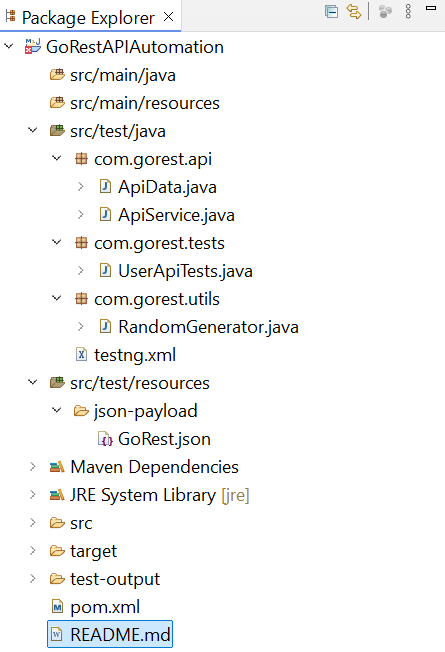 Package Explorer
GoRestAPIAutomation
src/main/java
src/main/resources
src/test/java
com.gorest.api
ApiData.java
ApiService.java
com.gorest.tests
UserApiTests.java
com.gorest.utils
RandomGenerator.java
testng.xml
src/test/resources
json-payload
GoRest.json
Maven Dependencies
JRE System Library [jre]
src
target
test-output
pom.xml
README.md